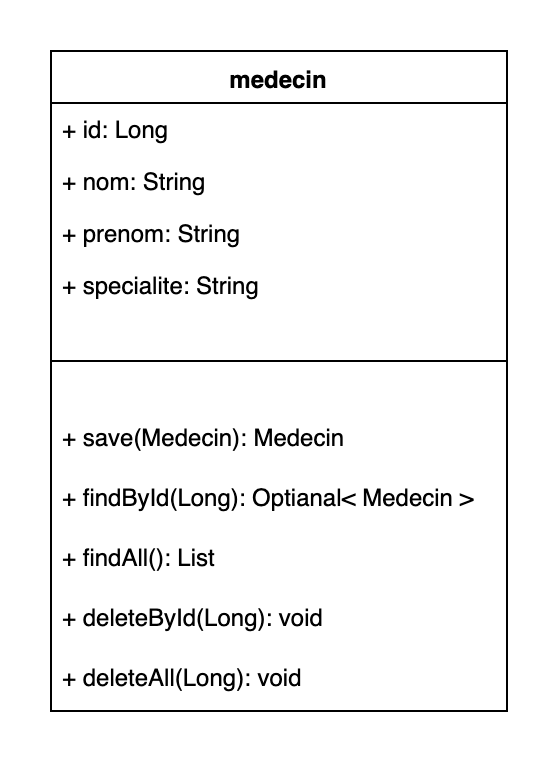 medecin
+ id: Long
+ nom: String
+ prenom: String
+ specialite: String
+ save(Medecin): Medecin
+ findById(Long): Optianal< Medecin >
+ findAll(): List
+ deleteById(Long): void
+ deleteAll(Long): void